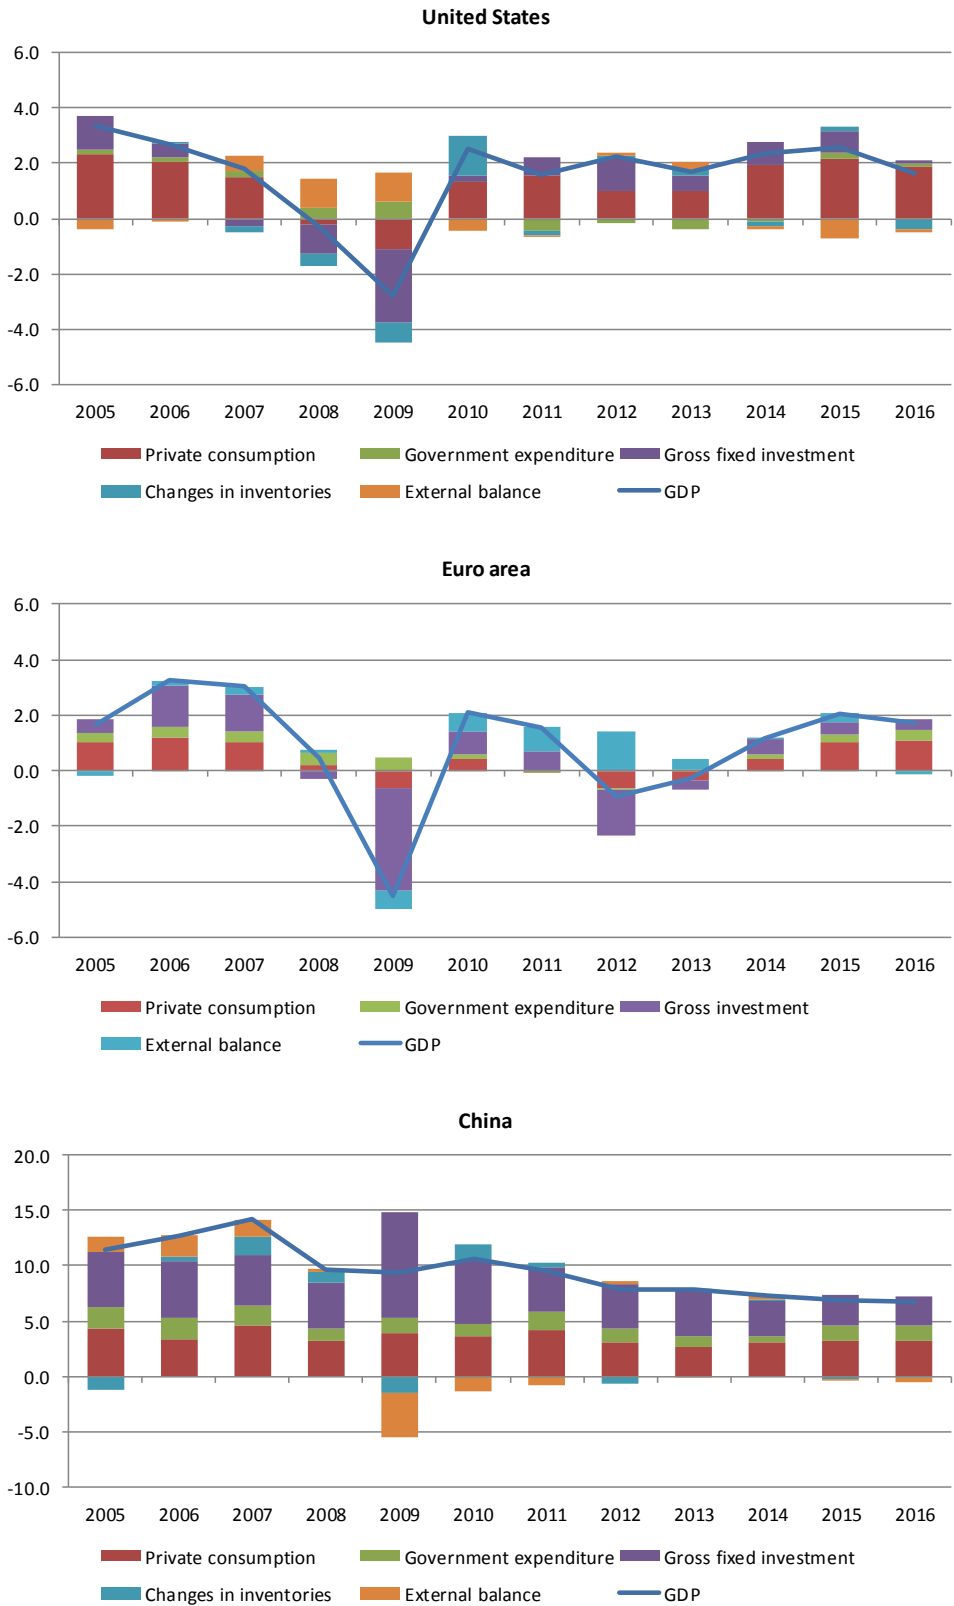 United States
6.0
4.0
2.0
0.0
-2.0
-4.0
-6.0
2005 2006 2007 2008 2009 2010 2011 2012 2013 2014 2015 2016
Private consumption Government expenditure Gross fixed investment
Changes in inventories External balance GDP
Euro area
6.0
4.0
2.0
0.0
-2.0
-4.0
-6.0
2005 2006 2007 2008 2009 2010 2011 2012 2013 2014 2015 2016
Private consumption Government expenditure Gross investment
External balance GDP
China
20.0
15.0
10.0
5.0
0.0
-5.0
-10.0
2005 2006 2007 2008 2009 2010 2011 2012 2013 2014 2015 2016
Private consumption Government expenditure Gross fixed investment
Changes in inventories External balance GDP